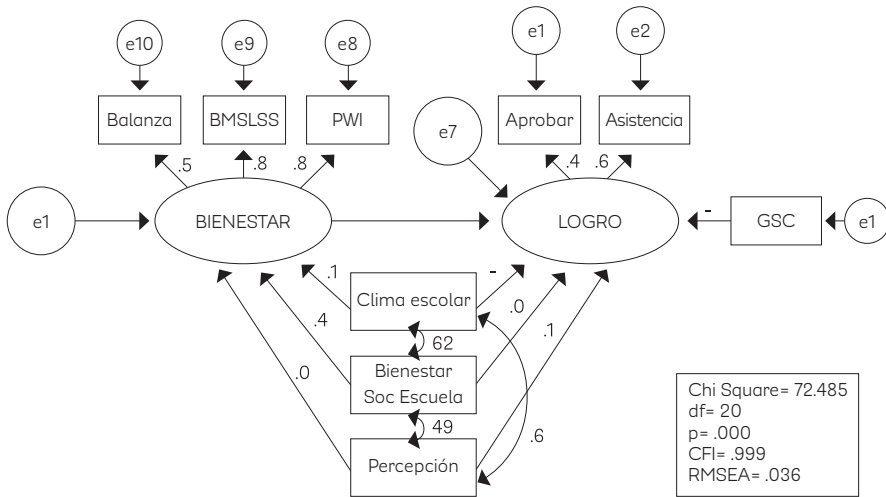 e10
e9
e8
e1
e2
Balanza
BMSLSS
PWI
e7
Aprobar
Asistencia
.5
.8
.8
.4
.6
e1
BIENESTAR
LOGRO
-
GSC
e1
.1
Clima escolar
-
.4
62
.0
.0
Bienestar
Soc Escuela
.1
49
.6
Percepción
Chi Square= 72.485
df= 20
p= .000
CFI= .999
RMSEA= .036